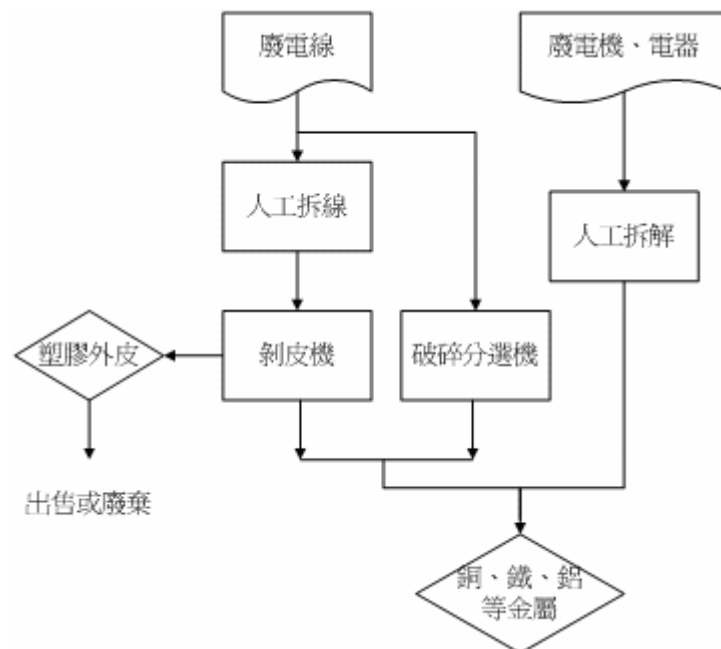 廢電線
廢電機、電器
人工拆線
人工拆解
塑膠外皮
剝皮機
破碎分選機
出售或廢棄
銅、鐵、鋁
等金屬